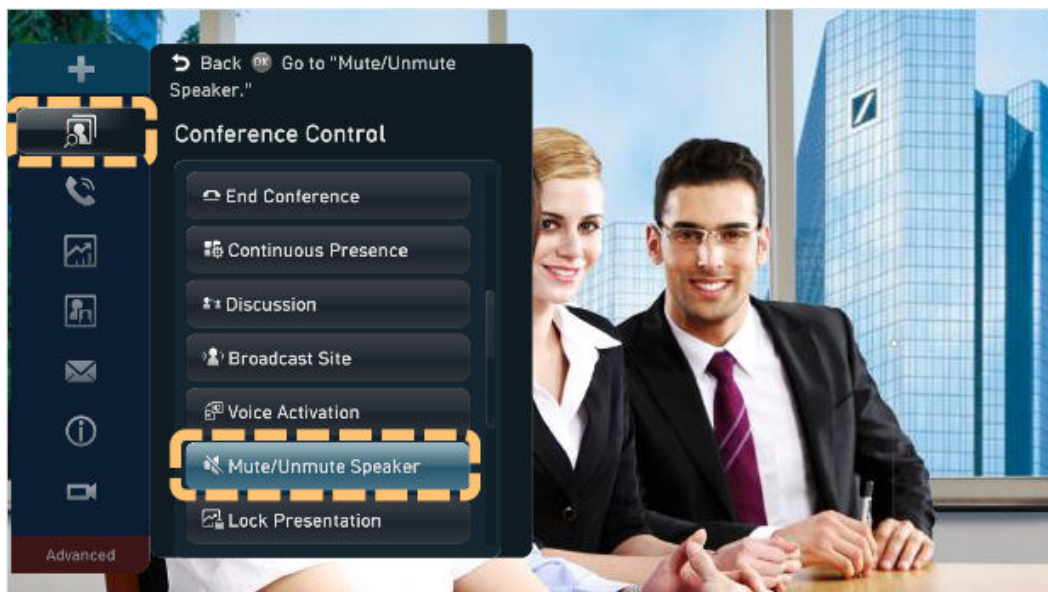 Back OK Go to "Mute/Unmute
Speaker."
Conference Control
End Conference
Continuous Presence
Discussion
Broadcast Site
Voice Activation
Mute/Unmute Speaker
Lock Presentation
Advanced